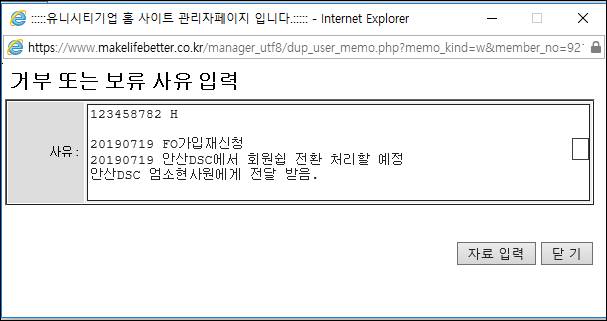 :::::유니시티기업 홈 사이트 관리자페이지 입니다.:::::: - Internet Explorer
https://www.makelifebetter.co.kr/manager_utf8/dup_user_memo.php?memo_kind=w&member_no=92
거부 또는 보류 사유 입력
사유 :
123458782 H
20190719 FO가입재신청
20190719 안산DSC에서 회원쉽 전환 처리할 예정
안산DSC 엄소현사원에게 전달 받음.
자료 입력 닫 기